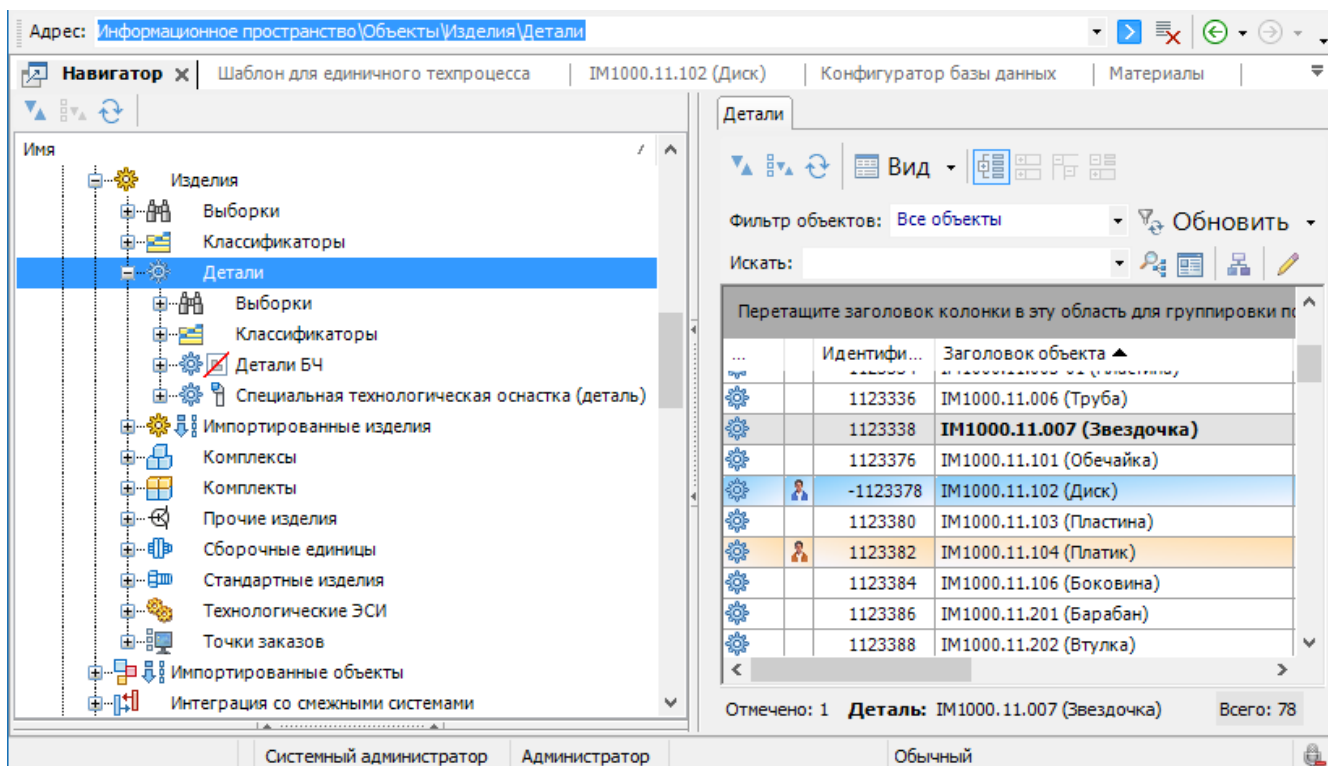 Адрес: Информационное пространство\Объекты\Изделия\Детали
Навигатор Шаблон для единичного техпроцесса IM1000.11.102 (Диск) Конфигуратор базы данных Материалы
Имя
Изделия
Выборки
Классификаторы
Детали
Выборки
Классификаторы
Детали БЧ
Специальная технологическая оснастка (деталь)
Импортированные изделия
Комплексы
Комплекты
Прочие изделия
Сборочные единицы
Стандартные изделия
Технологические ЭСИ
Точки заказов
Импортированные объекты
Интеграция со смежными системами
Детали
Вид
Фильтр объектов: Все объекты Обновить
Искать:
Перетащите заголовок колонки в эту область для группировки
... Идентифи... Заголовок объекта
1123336 IM1000.11.006 (Труба)
1123338 IM1000.11.007 (Звездочка)
1123376 IM1000.11.101 (Обечайка)
-1123378 IM1000.11.102 (Диск)
1123380 IM1000.11.103 (Пластина)
1123382 IM1000.11.104 (Платик)
1123384 IM1000.11.106 (Боковина)
1123386 IM1000.11.201 (Барабан)
1123388 IM1000.11.202 (Втулка)
Отмечено: 1 Деталь: IM1000.11.007 (Звездочка) Всего: 78
Системный администратор Администратор Обычный